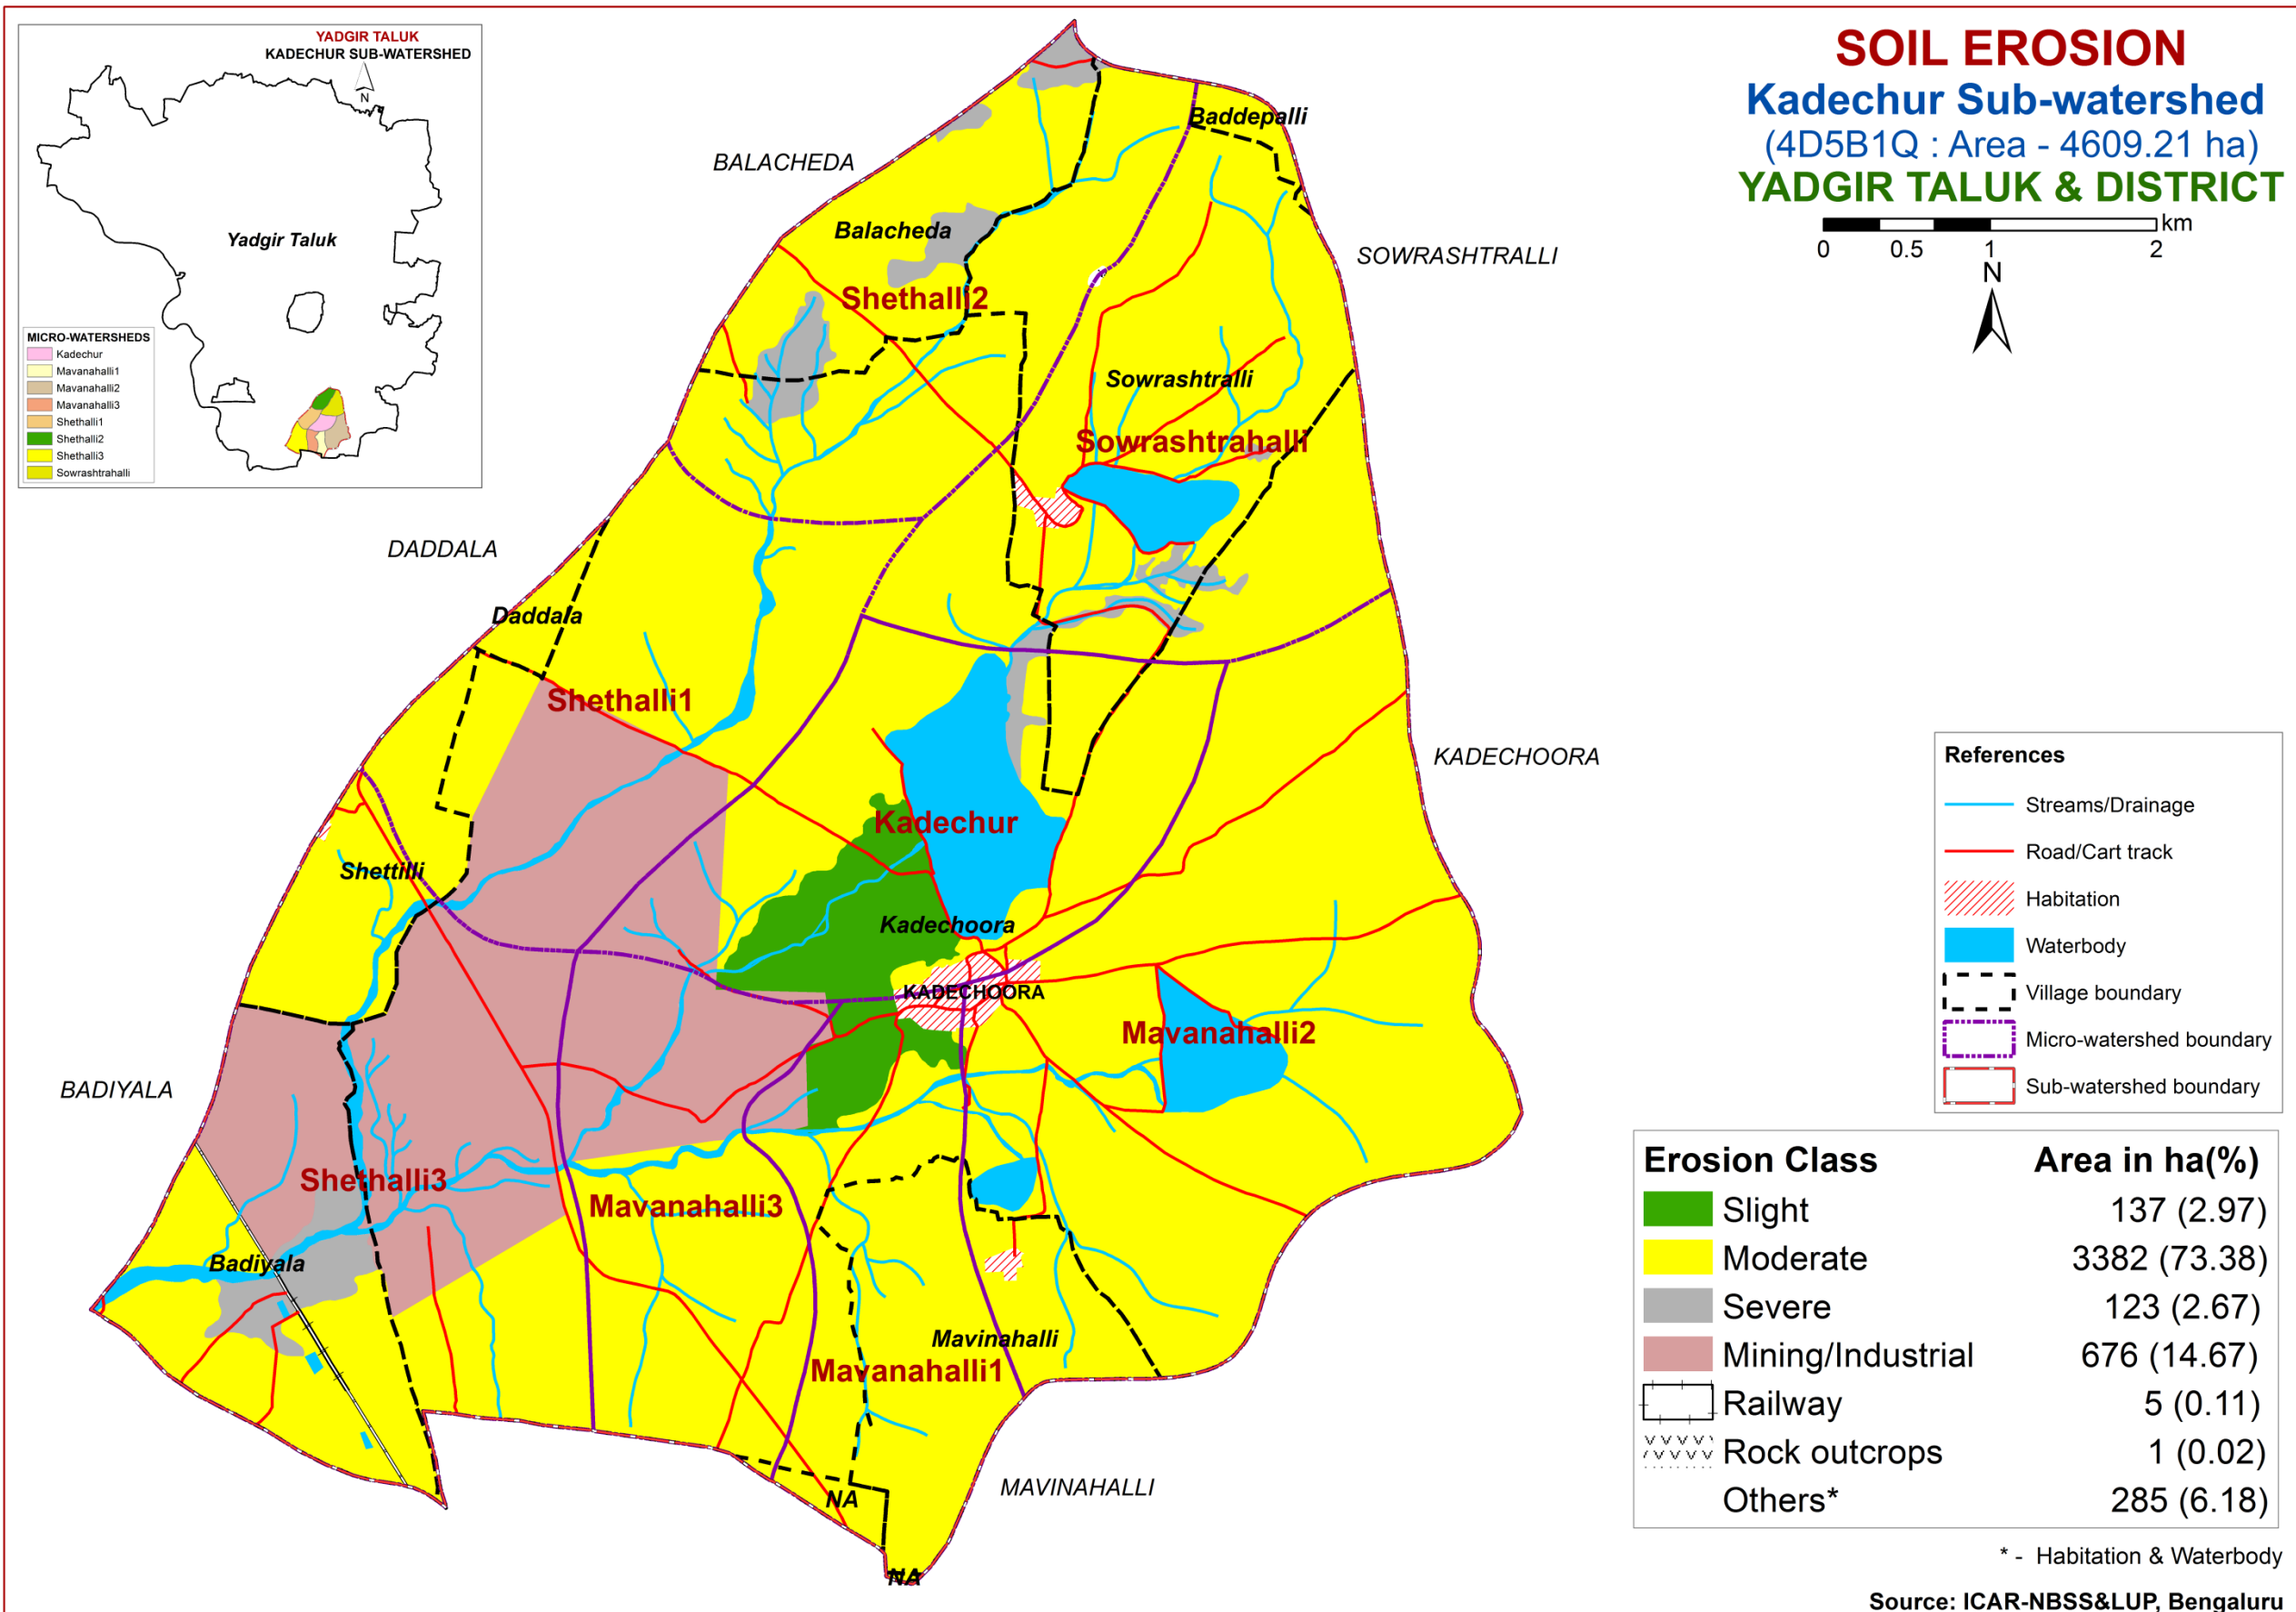 YADGIR TALUK
KADECHUR SUB-WATERSHED
N
Yadgir Taluk
MICRO-WATERSHEDS
Kadechur
Mavanahalli1
Mavanahalli2
Mavanahalli3
Shethalli1
Shethalli2
Shethalli3
Sowrashtrahalli
SOIL EROSION
Kadechur Sub-watershed
(4D5B1Q : Area - 4609.21 ha)
YADGIR TALUK & DISTRICT
km
0 0.5 1 2
N
Baddepalli
BALACHEDA
Balacheda
SOWRASHTRALLI
Shethalli2
Sowrashtralli
Sowrashtrahalli
DADDALA
Daddala
Shethalli1
KADECHOORA
Kadechur
Shettilli
Kadechoora
KADECHOORA
Mavanahalli2
BADIYALA
Shethalli3
Mavanahalli3
Badiyala
Mavinahalli
Mavanahalli1
MAVINAHALLI
NA
NA
References
Streams/Drainage
Road/Cart track
Habitation
Waterbody
Village boundary
Micro-watershed boundary
Sub-watershed boundary
Erosion Class Area in ha(%)
Slight 137 (2.97)
Moderate 3382 (73.38)
Severe 123 (2.67)
Mining/Industrial 676 (14.67)
Railway 5 (0.11)
Rock outcrops 1 (0.02)
Others* 285 (6.18)
* - Habitation & Waterbody
Source: ICAR-NBSS&LUP, Bengaluru